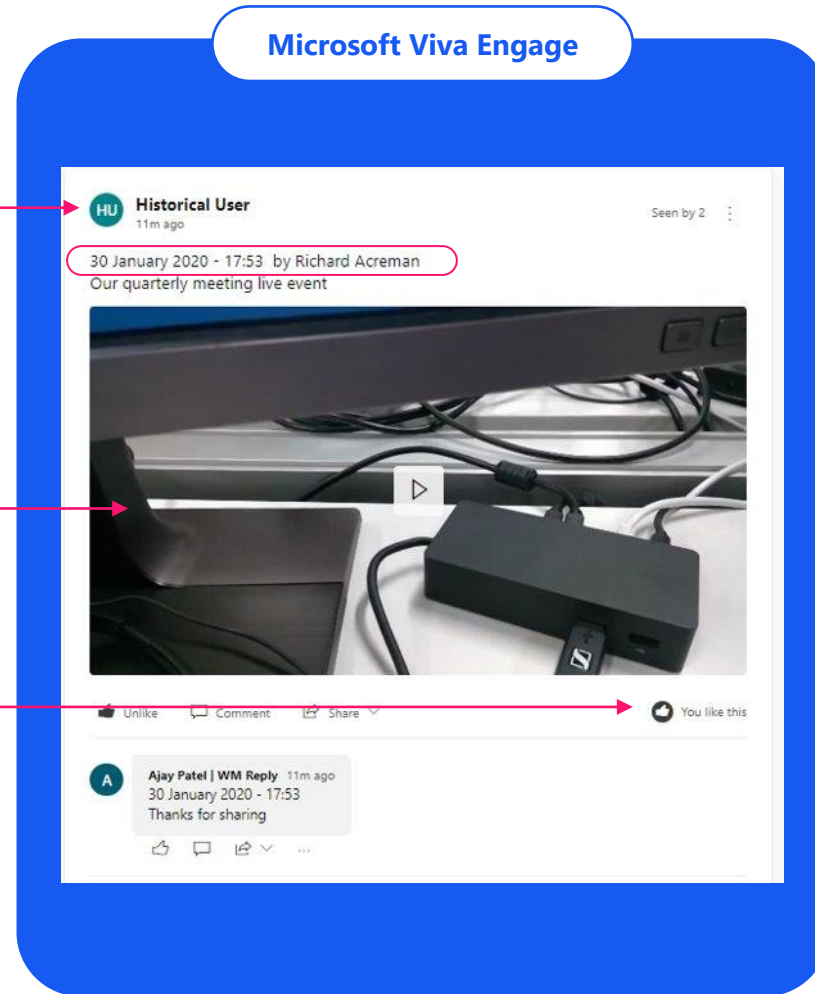 Microsoft Viva Engage
HU
Historical User
11m ago
Seen by 2
30 January 2020 - 17:53 by Richard Acreman
Our quarterly meeting live event
Unlike Comment Share
You like this
A
Ajay Patel | WM Reply 11m ago
30 January 2020 - 17:53
Thanks for sharing